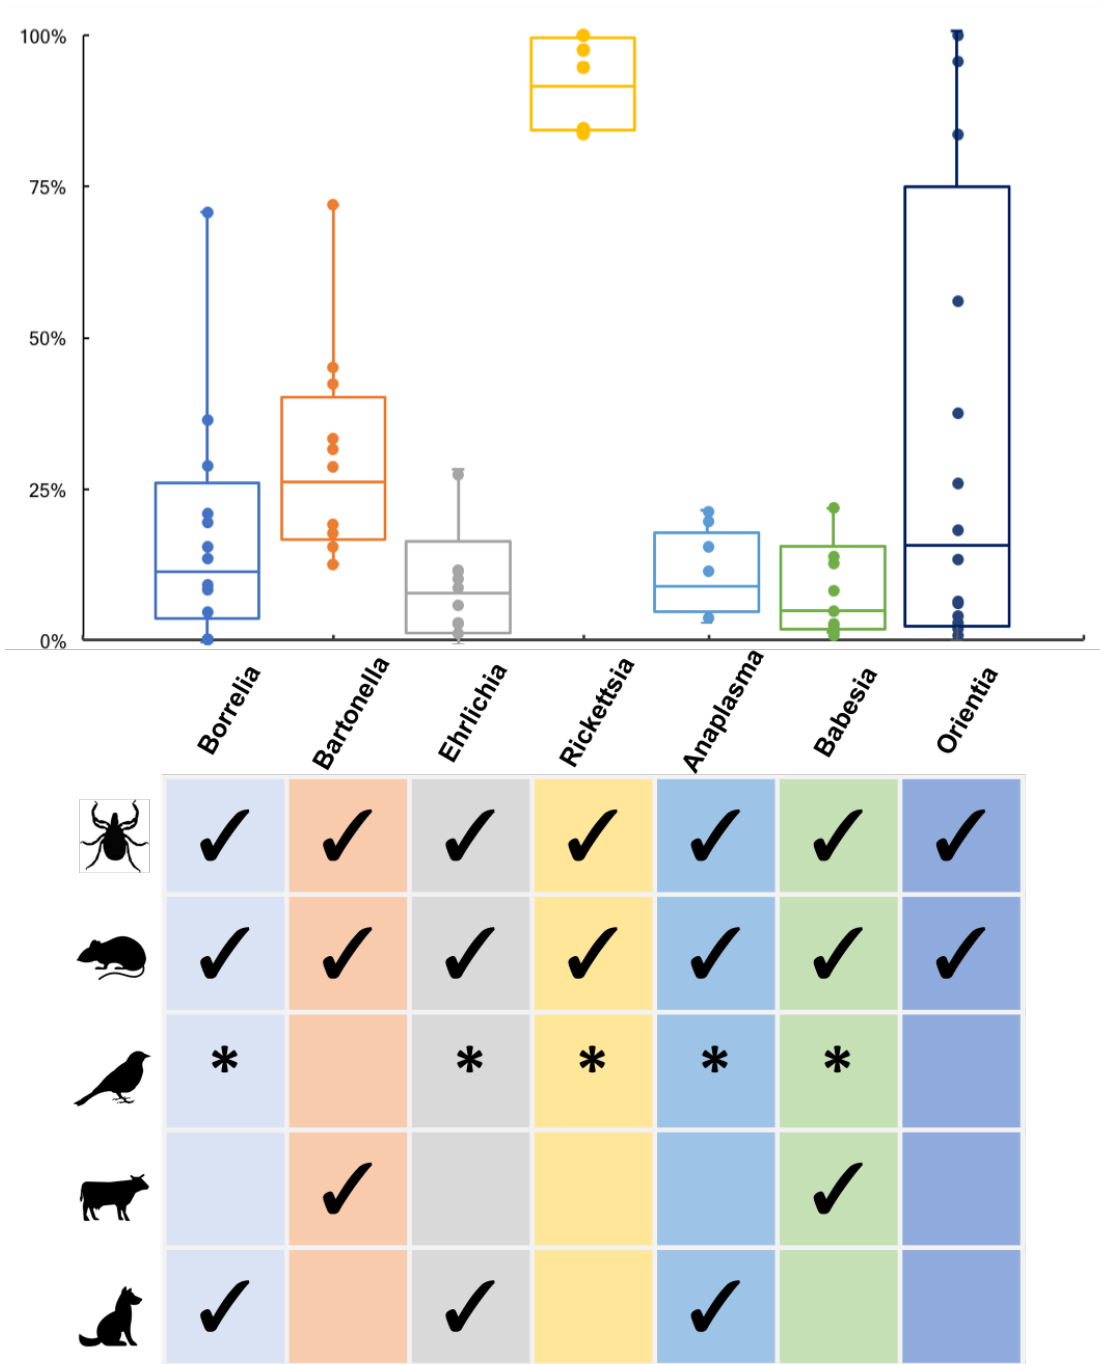 100%
75%
50%
25%
0%
Borrelia Bartonella Ehrlichia Rickettsia Anaplasma Babesia Orientia
✓ ✓ ✓ ✓ ✓ ✓ ✓
✓ ✓ ✓ ✓ ✓ ✓ ✓
* * * * *
✓ ✓
✓ ✓ ✓